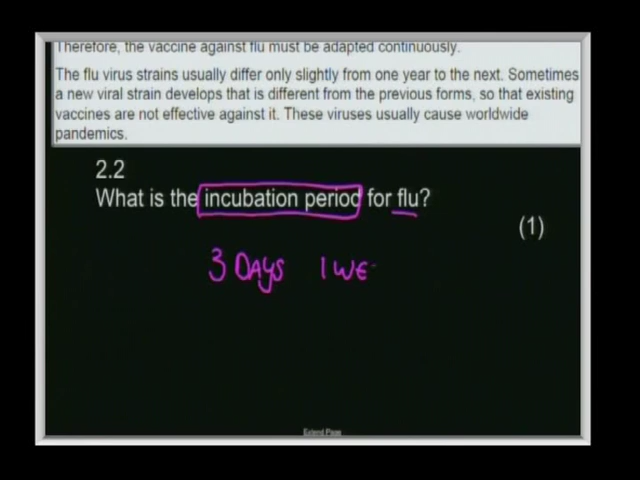 Therefore, the vaccine against flu must be adapted continuously.
The flu virus strains usually differ only slightly from one year to the next. Sometimes
a new viral strain develops that is different from the previous forms, so that existing
vaccines are not effective against it. These viruses usually cause worldwide
pandemics.
2.2
What is the incubation period for flu?
(1)
3 DAYS 1 WE
Extend Page